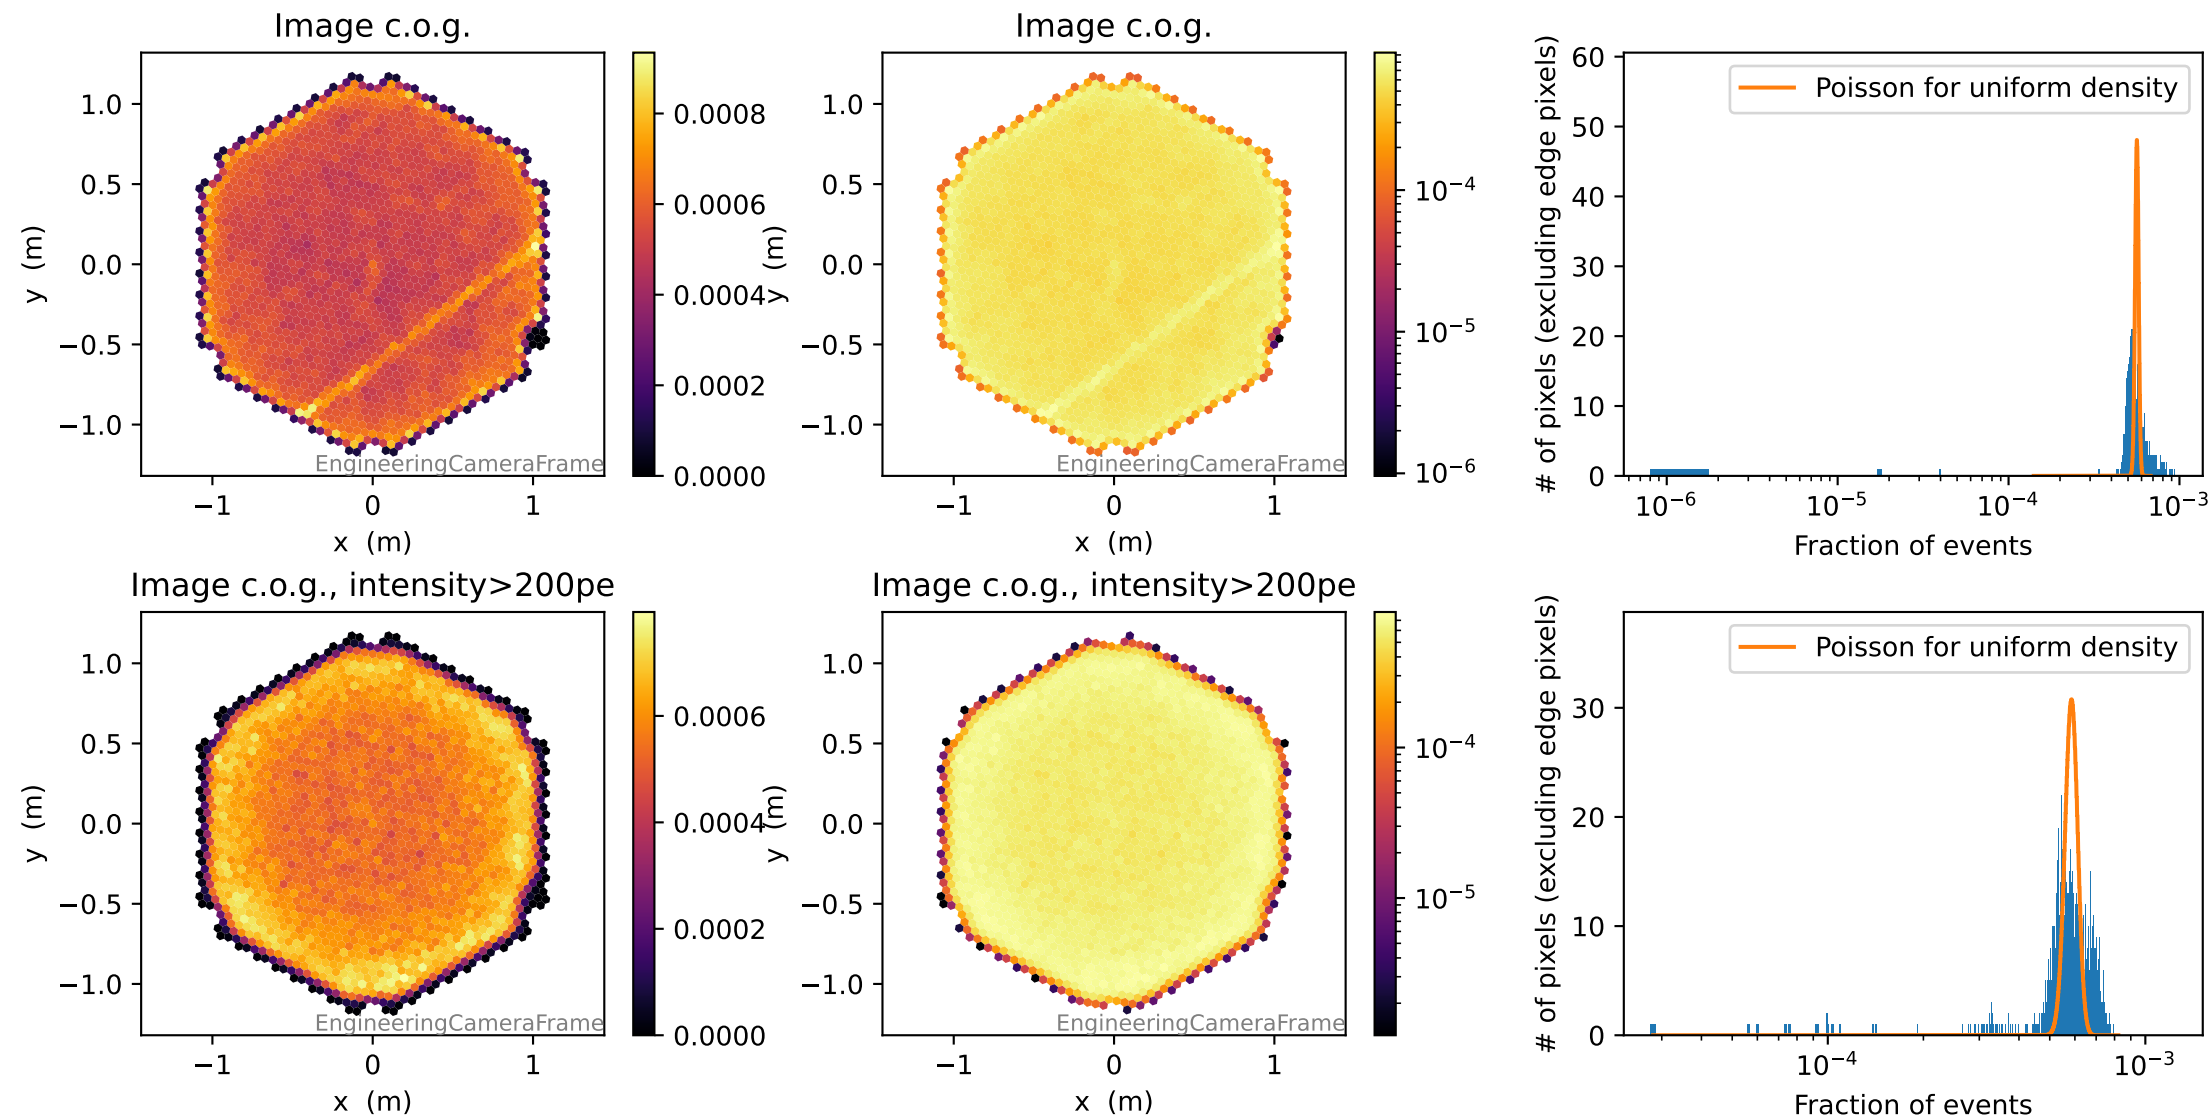 Image c.o.g.
1.0
0.5
0.0
−0.5
−1.0
y (m)
−1
0
1
x (m)
EngineeringCameraFrame
0.0008
0.0006
0.0004
0.0002
0.0000
Image c.o.g.
1.0
0.5
0.0
−0.5
−1.0
y (m)
−1
0
1
x (m)
EngineeringCameraFrame
10⁻⁴
10⁻⁵
10⁻⁶
Poisson for uniform density
60
50
40
30
20
10
0
# of pixels (excluding edge pixels)
10⁻⁶
10⁻⁵
10⁻⁴
10⁻³
Fraction of events
Image c.o.g., intensity>200pe
1.0
0.5
0.0
−0.5
−1.0
y (m)
−1
0
1
x (m)
EngineeringCameraFrame
0.0006
0.0004
0.0002
0.0000
Image c.o.g., intensity>200pe
1.0
0.5
0.0
−0.5
−1.0
y (m)
−1
0
1
x (m)
EngineeringCameraFrame
10⁻⁴
10⁻⁵
Poisson for uniform density
30
20
10
0
# of pixels (excluding edge pixels)
10⁻⁴
10⁻³
Fraction of events